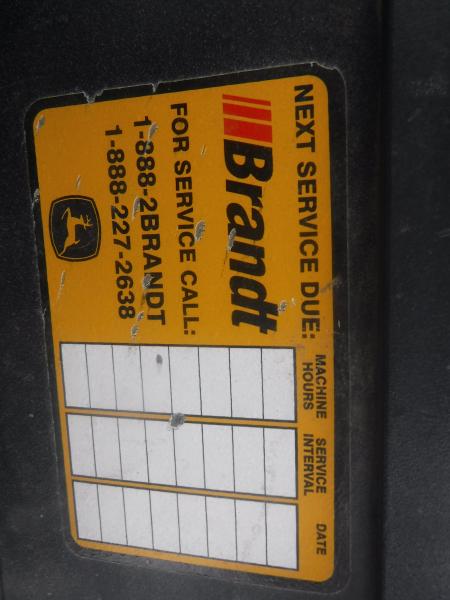 NEXT SERVICE DUE:
Brandt
FOR SERVICE CALL:
1-888-2BRANDT
1-888-227-2638
MACHINE HOURS
SERVICE INTERVAL
DATE